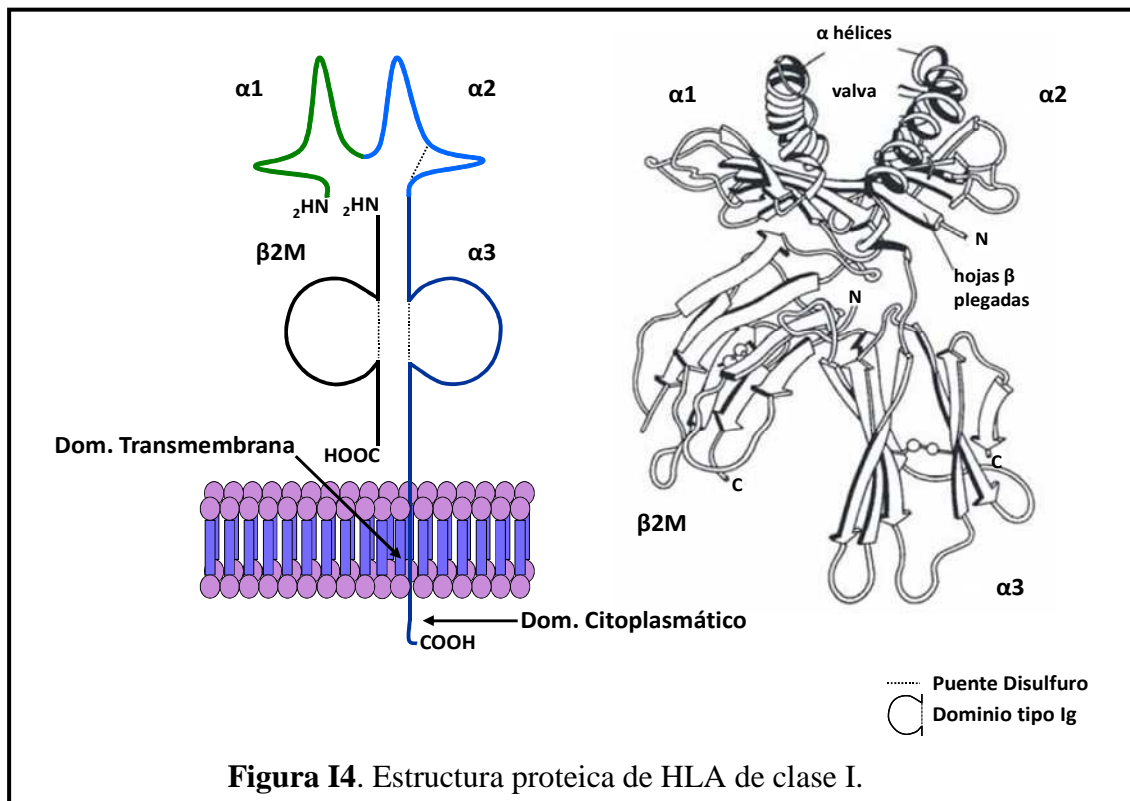 α1
α2
₂HN
₂HN
β2M
α3
HOOC
Dom. Transmembrana
Dom. Citoplasmático
COOH
α hélices
valva
α1
α2
N
hojas β
plegadas
N
C
C
β2M
α3
Puente Disulfuro
Dominio tipo Ig
Figura I4. Estructura proteica de HLA de clase I.